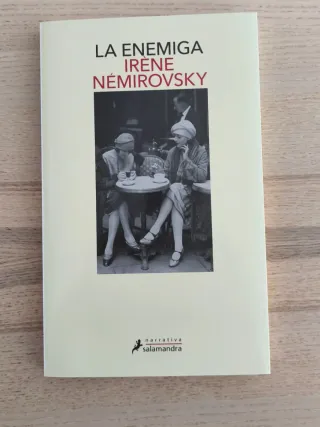 LA ENEMIGA
IRÈNE
NÉMIROVSKY
narrativa
salamandra